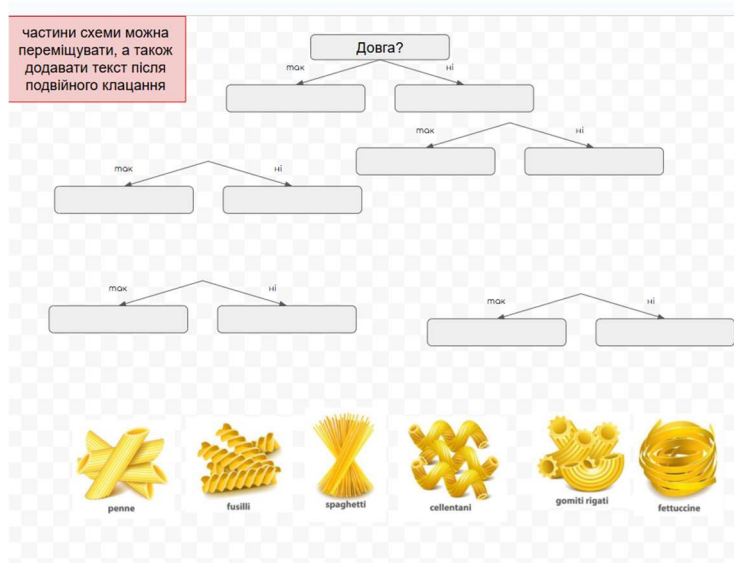 частини схеми можна
переміщувати, а також
додавати текст після
подвійного клацання
Довга?
так
ні
так
ні
так
ні
так
ні
так
ні
penne
fusilli
spaghetti
cellentani
gomiti rigati
fettuccine